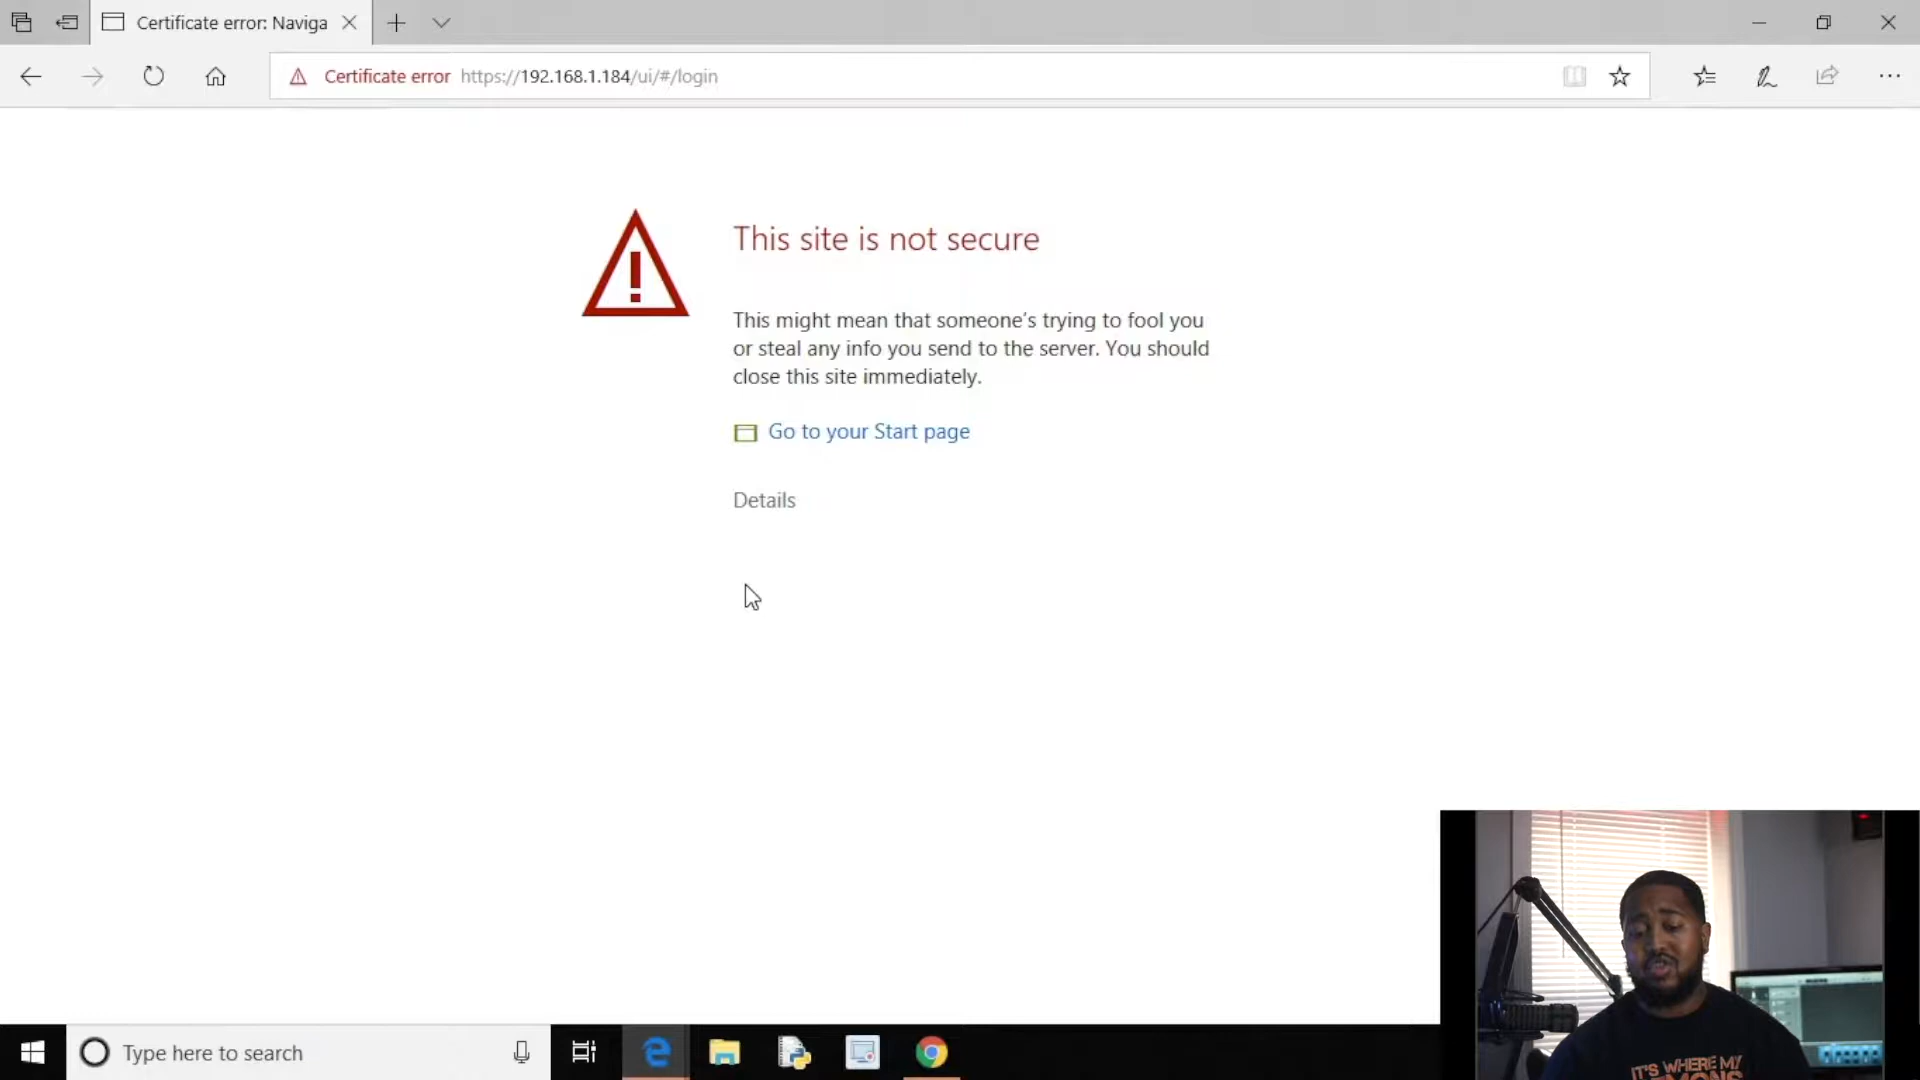 Certificate error: Naviga
Certificate error https://192.168.1.184/ui/#/login
This site is not secure
This might mean that someone's trying to fool you
or steal any info you send to the server. You should
close this site immediately.
Go to your Start page
Details
Type here to search
IT'S WHERE MY